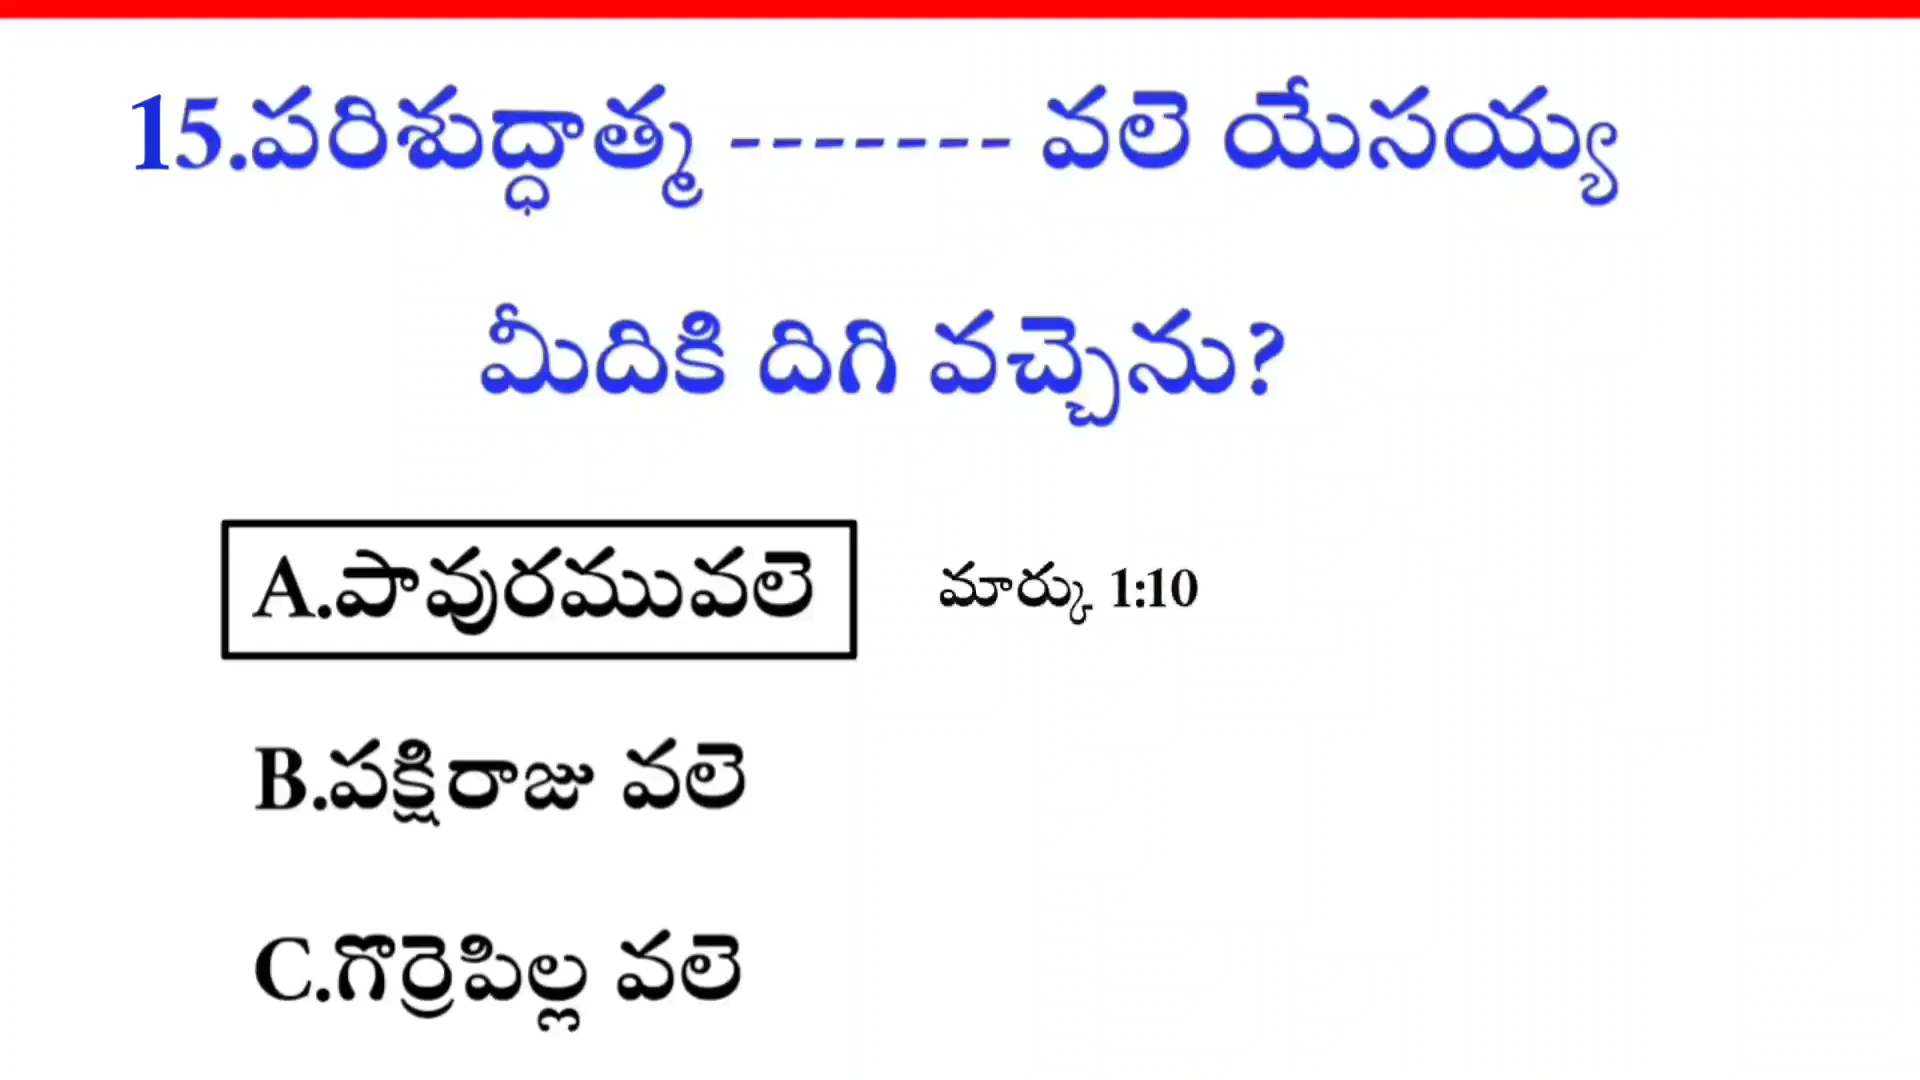 15.పరిశుద్ధాత్మ ------- వలె యేసయ్య
మీదికి దిగి వచ్చెను?
A.పావురమువలె మార్కు 1:10
B.పక్షిరాజు వలె
C.గొర్రెపిల్ల వలె